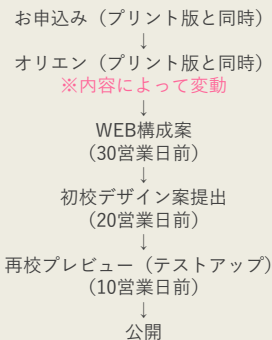 お申込み（プリント版と同時）
↓
オリエン（プリント版と同時）
※内容によって変動
↓
WEB構成案
（30営業日前）
↓
初校デザイン案提出
（20営業日前）
↓
再校プレビュー（テストアップ）
（10営業日前）
↓
公開